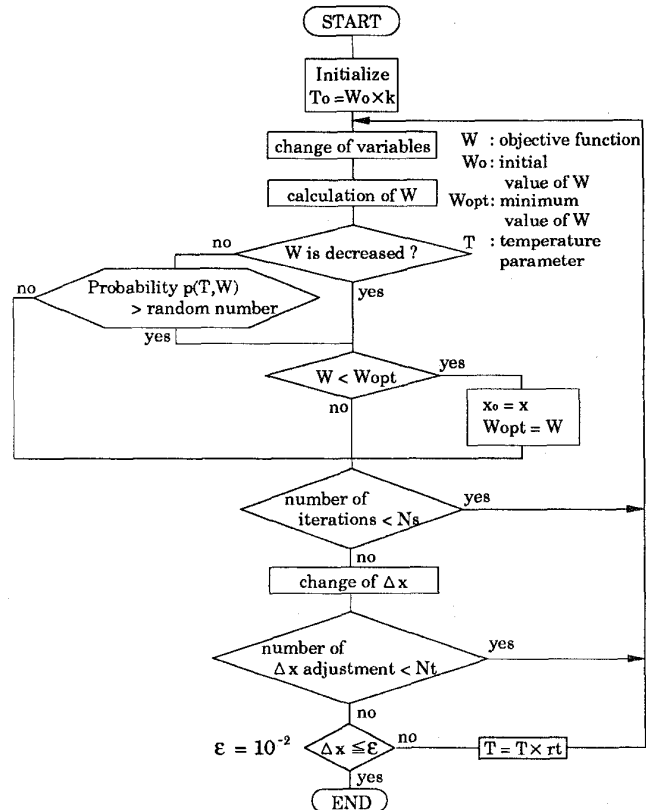 START
Initialize
To = Wo × k
change of variables
W : objective function
Wo : initial
value of W
Wopt : minimum
value of W
T : temperature
parameter
calculation of W
no
W is decreased ?
no
Probability p(T,W)
> random number
yes
yes
W < Wopt
yes
no
xo = x
Wopt = W
number of
iterations < Ns
yes
no
change of Δx
number of
Δx adjustment < Nt
yes
no
ε = 10⁻²
Δx ≦ ε
no
T = T × rt
yes
END